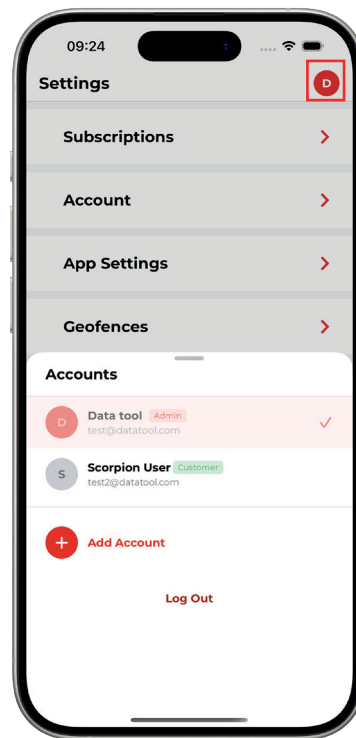 09:24
Settings
D
Subscriptions
Account
App Settings
Geofences
Accounts
D
Data tool Admin
test@datatool.com
S
Scorpion User Customer
test2@datatool.com
+ Add Account
Log Out